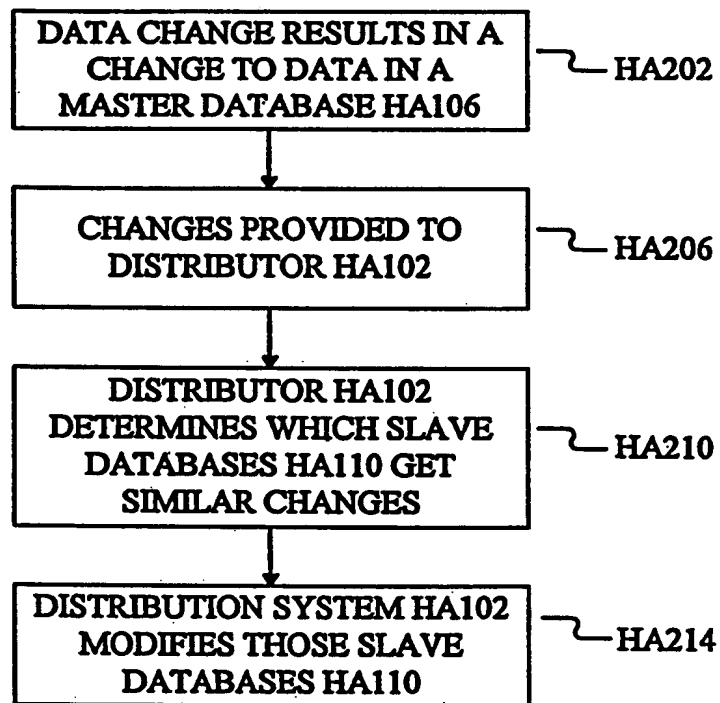 DATA CHANGE RESULTS IN A
CHANGE TO DATA IN A
MASTER DATABASE HA106
HA202
CHANGES PROVIDED TO
DISTRIBUTOR HA102
HA206
DISTRIBUTOR HA102
DETERMINES WHICH SLAVE
DATABASES HA110 GET
SIMILAR CHANGES
HA210
DISTRIBUTION SYSTEM HA102
MODIFIES THOSE SLAVE
DATABASES HA110
HA214